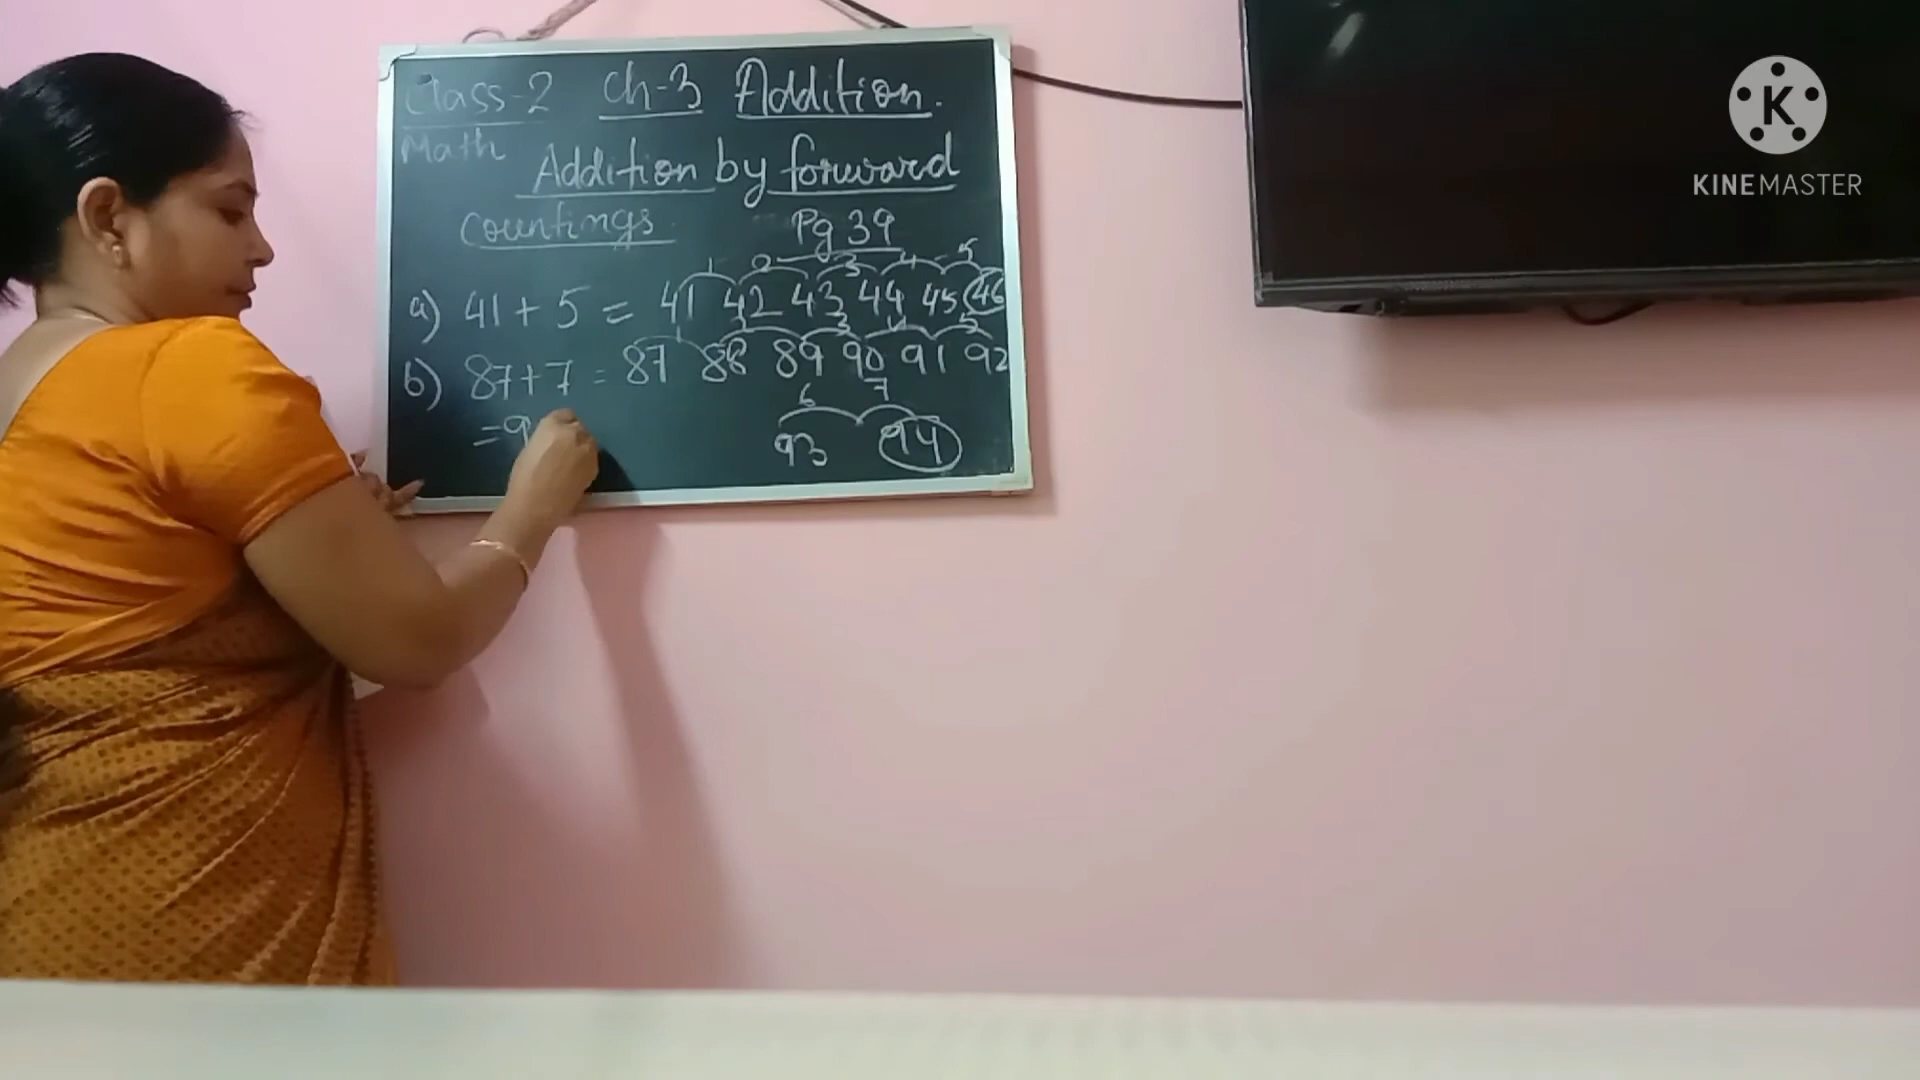 Class-2 Ch-3 Addition.
Math
Addition by forward
Countings.
Pg 39
1 2 3 4 5
a) 41 + 5 = 41 42 43 44 45 46
1 2 3 4 5
b) 87+7 = 87 88 89 90 91 92
6 7
93 94
=9
KINEMASTER